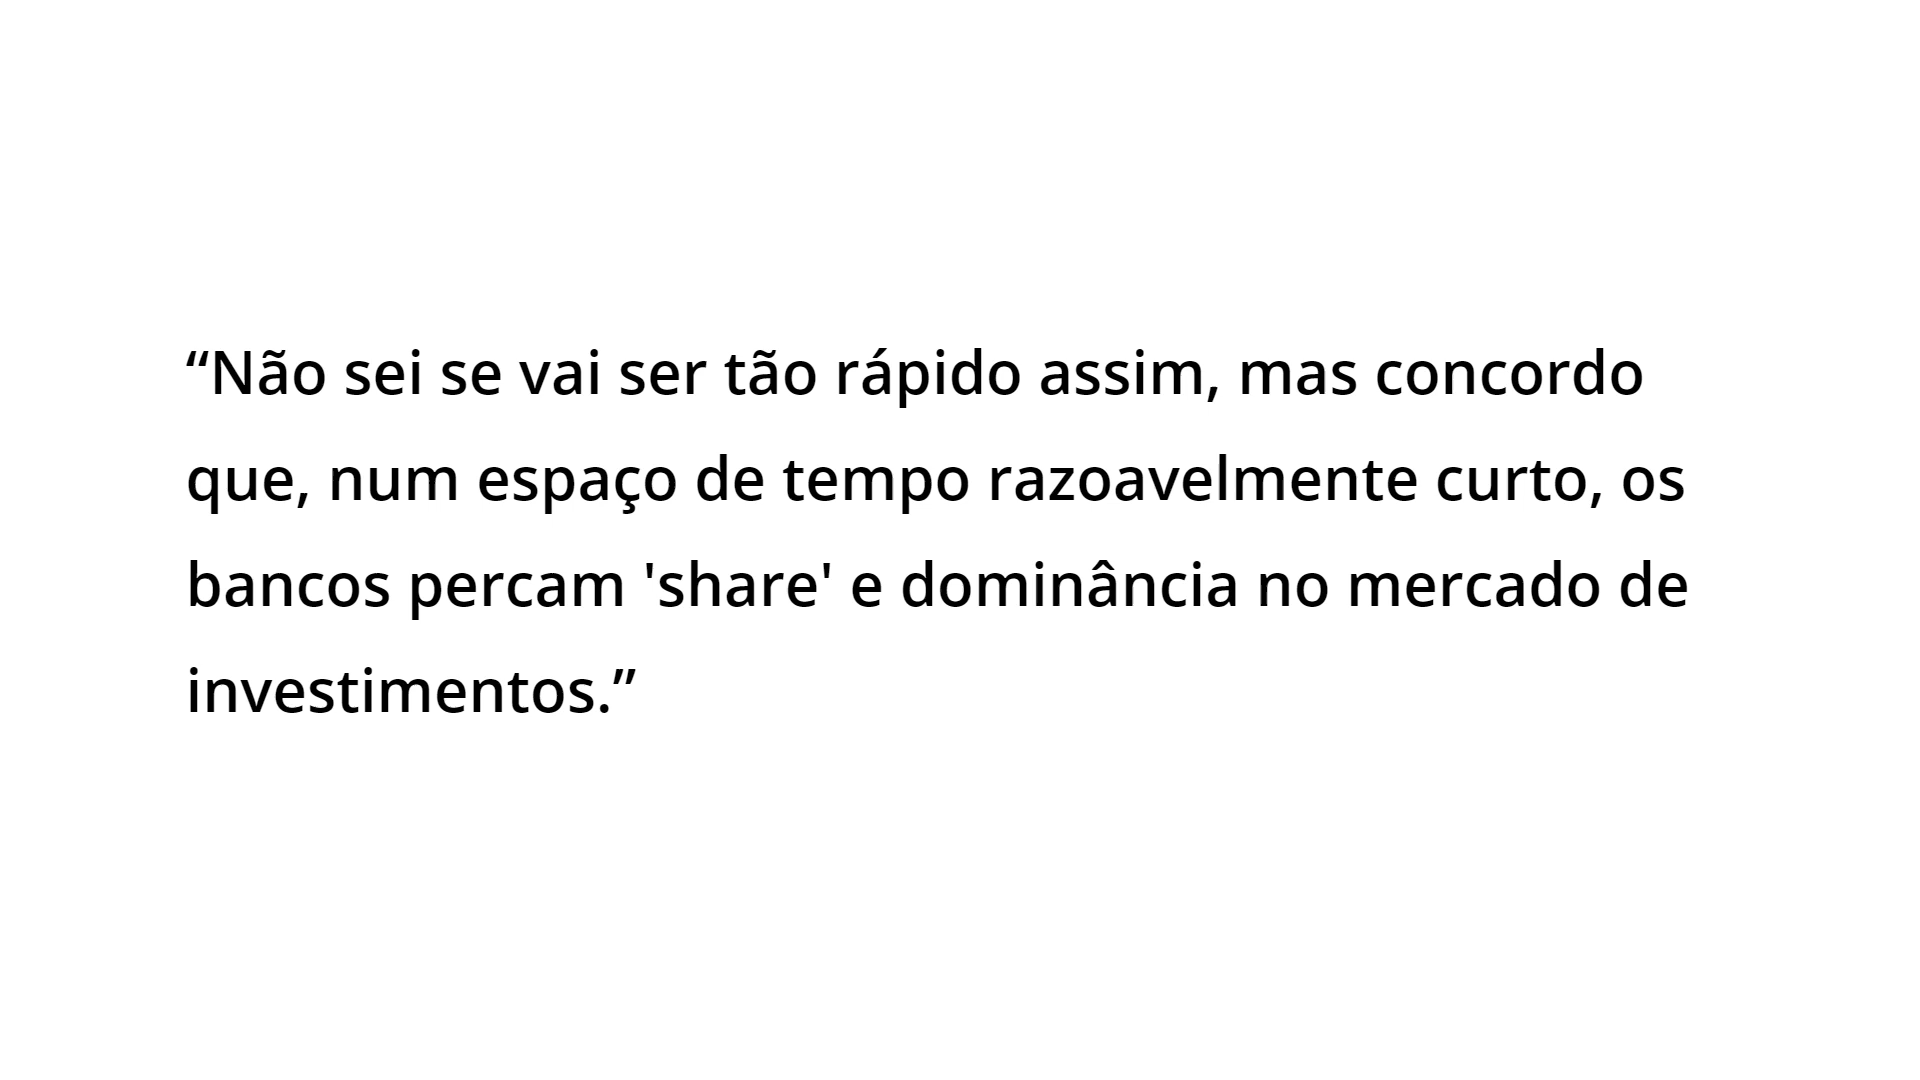 “Não sei se vai ser tão rápido assim, mas concordo
que, num espaço de tempo razoavelmente curto, os
bancos percam 'share' e dominância no mercado de
investimentos.”